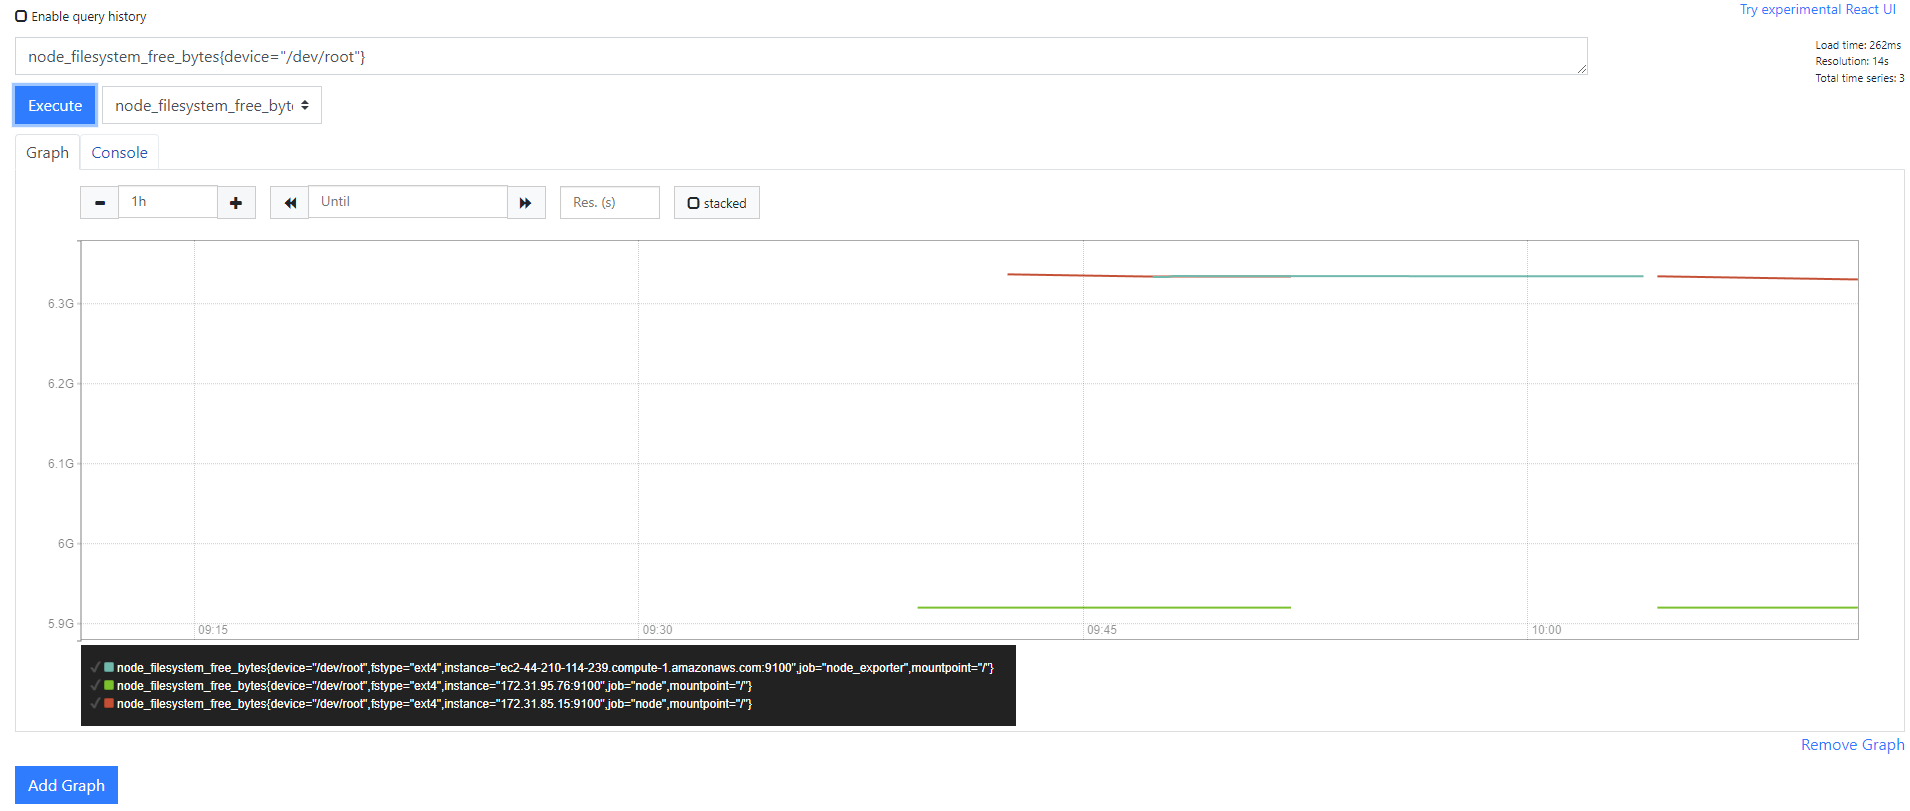 Enable query history
Try experimental React UI
node_filesystem_free_bytes{device="/dev/root"}
Load time: 262ms
Resolution: 14s
Total time series: 3
Execute
node_filesystem_free_byt
Graph
Console
1h
Until
Res. (s)
stacked
6.3G
6.2G
6.1G
6G
5.9G
09:15
09:30
09:45
10:00
node_filesystem_free_bytes{device="/dev/root",fstype="ext4",instance="ec2-44-210-114-239.compute-1.amazonaws.com:9100",job="node_exporter",mountpoint="/"}
node_filesystem_free_bytes{device="/dev/root",fstype="ext4",instance="172.31.95.76:9100",job="node",mountpoint="/"}
node_filesystem_free_bytes{device="/dev/root",fstype="ext4",instance="172.31.85.15:9100",job="node",mountpoint="/"}
Remove Graph
Add Graph